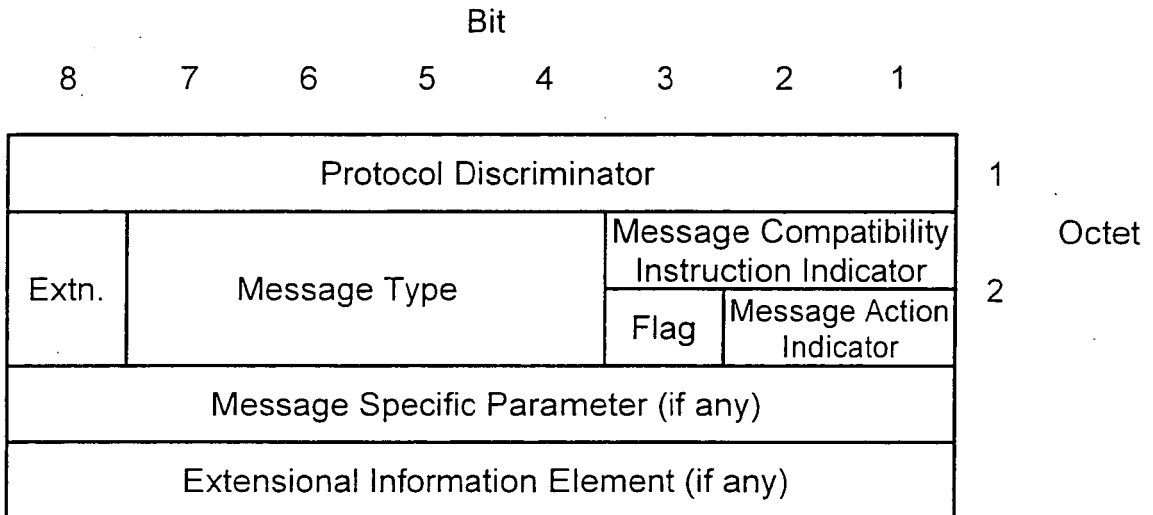 Bit
8 7 6 5 4 3 2 1
Protocol Discriminator 1
Octet
Extn. Message Type
Message Compatibility
Instruction Indicator
2
Flag
Message Action
Indicator
Message Specific Parameter (if any)
Extensional Information Element (if any)